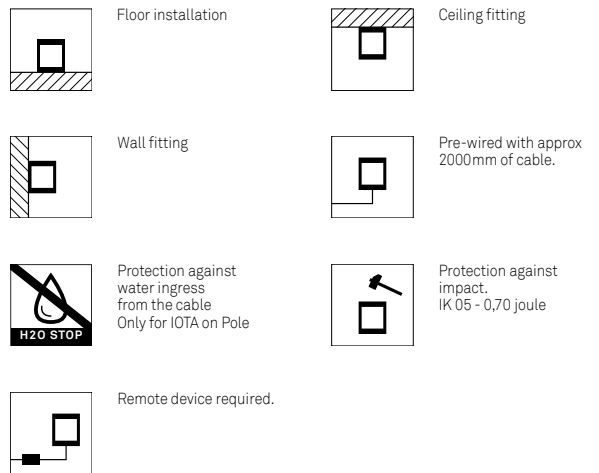 Floor installation
Ceiling fitting
Wall fitting
Pre-wired with approx
2000mm of cable.
H2O STOP
Protection against
water ingress
from the cable
Only for IOTA on Pole
Protection against
impact.
IK 05 - 0,70 joule
Remote device required.